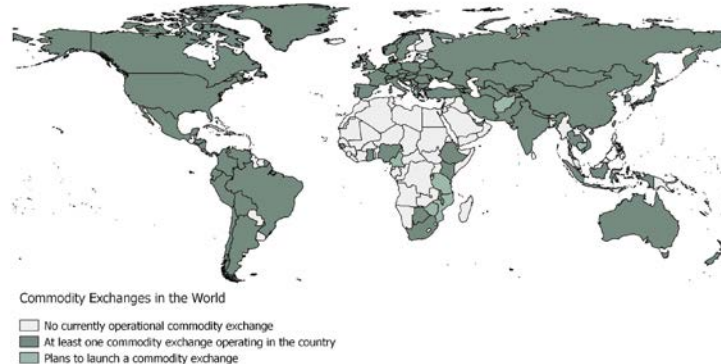 Commodity Exchanges in the World
No currently operational commodity exchange
At least one commodity exchange operating in the country
Plans to launch a commodity exchange